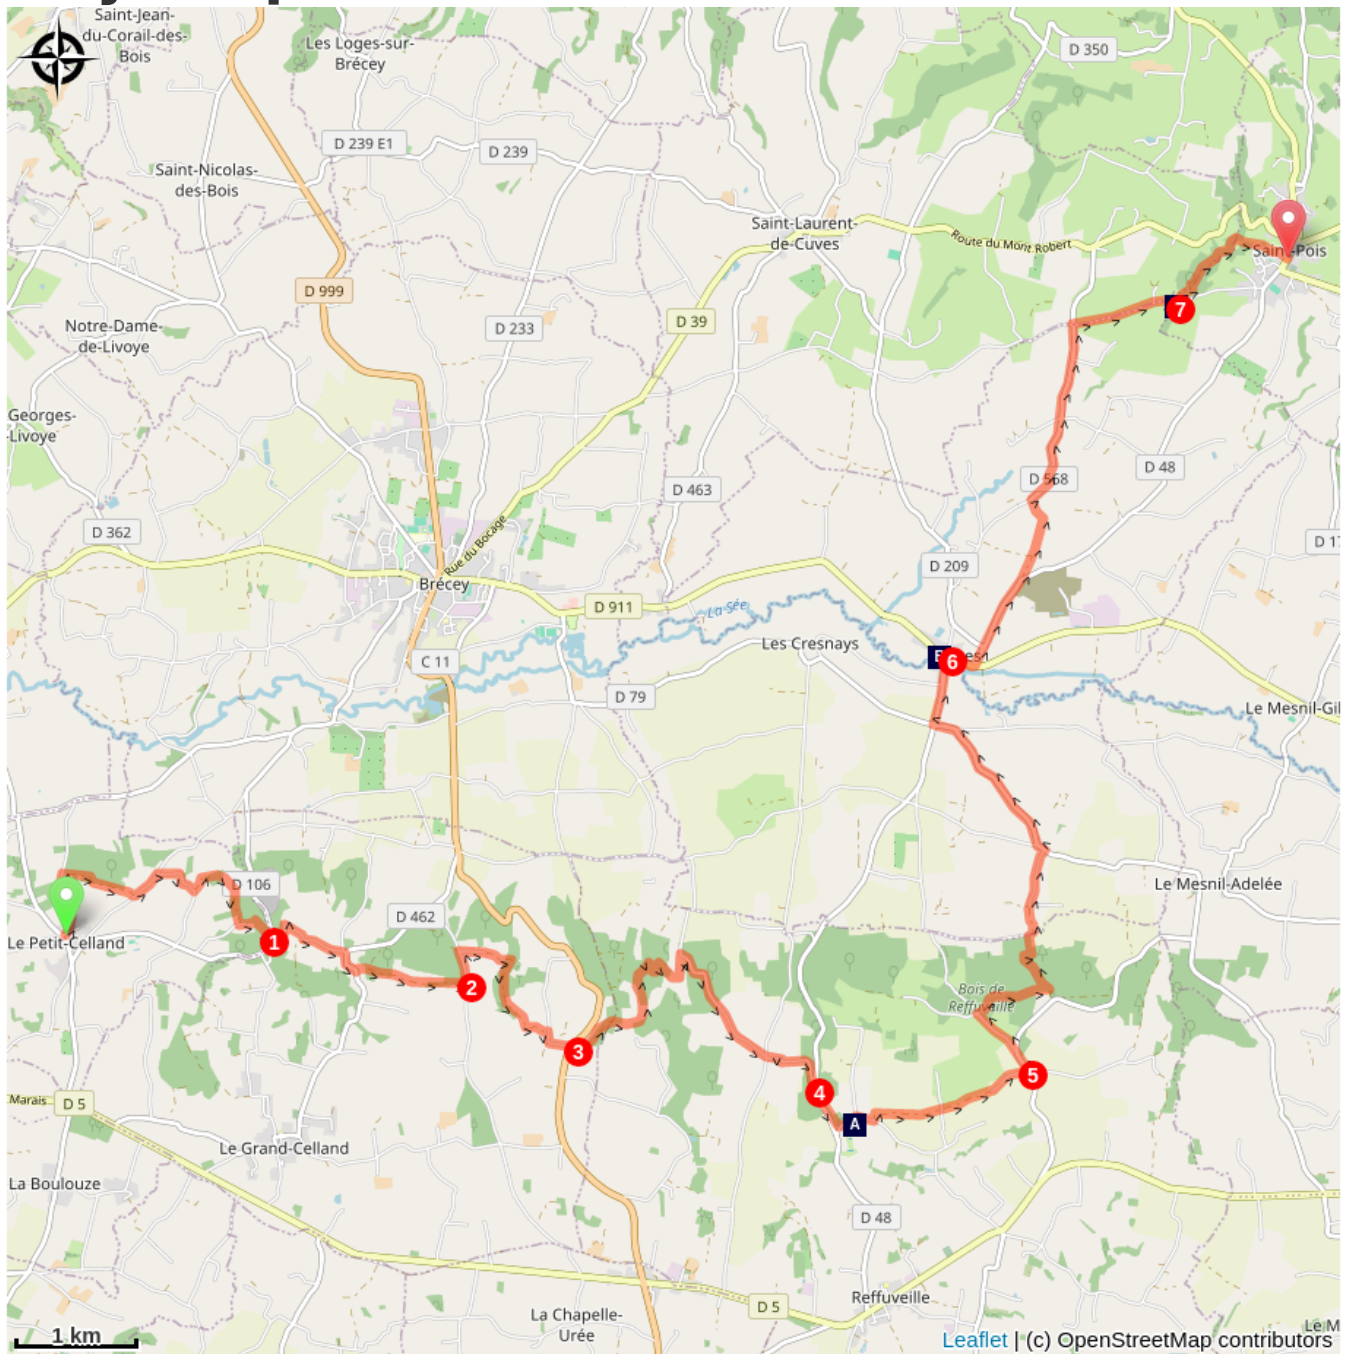 Saint-Jean-
du-Corail-des-
Bois
Les Loges-sur-
Brécey
D 350
D 239 E1
D 239
Saint-Nicolas-
des-Bois
Saint-Laurent-
de-Cuves
Route du Mont Robert
Saint-Pois
D 999
7
D 39
Notre-Dame-
de-Livoye
D 233
Georges-
-Livoye
D 48
D 568
D 463
D 362
Rue du Bocage
D 17
D 209
Brécey
D 911
La Sée
Les Cresnays
6
C 11
D 79
Le Mesnil-Gil
D 106
Le Mesnil-Adelée
D 462
Le Petit-Celland
1
2
Bois de
Reffuveille
3
5
4
Marais
D 5
A
Le Grand-Celland
La Boulouze
D 48
Reffuveille
D 5
La Chapelle-
Urée
Le M
1 km
Leaflet | (c) OpenStreetMap contributors